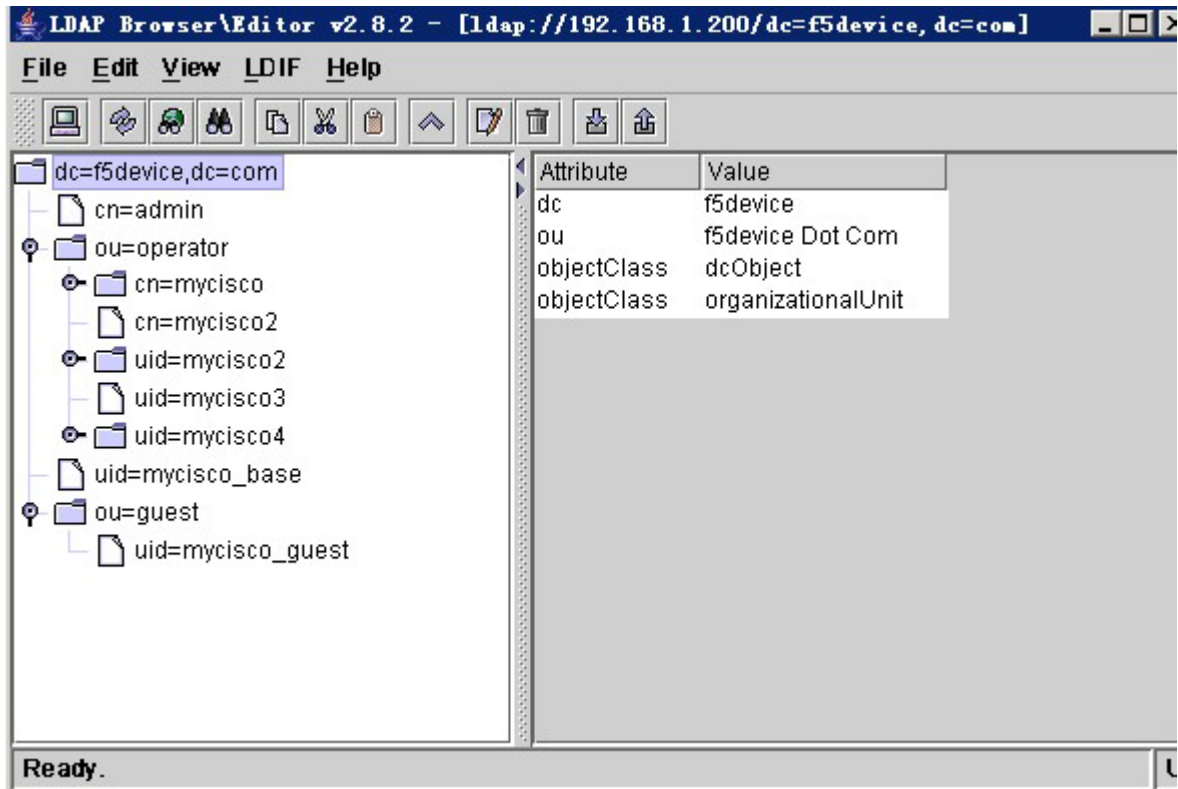 LDAP Browser\Editor v2.8.2 - [ldap://192.168.1.200/dc=f5device,dc=com]
File Edit View LDIF Help
dc=f5device,dc=com
cn=admin
ou=operator
cn=mycisco
cn=mycisco2
uid=mycisco2
uid=mycisco3
uid=mycisco4
uid=mycisco_base
ou=guest
uid=mycisco_guest
Attribute Value
dc f5device
ou f5device Dot Com
objectClass dcObject
objectClass organizationalUnit
Ready.